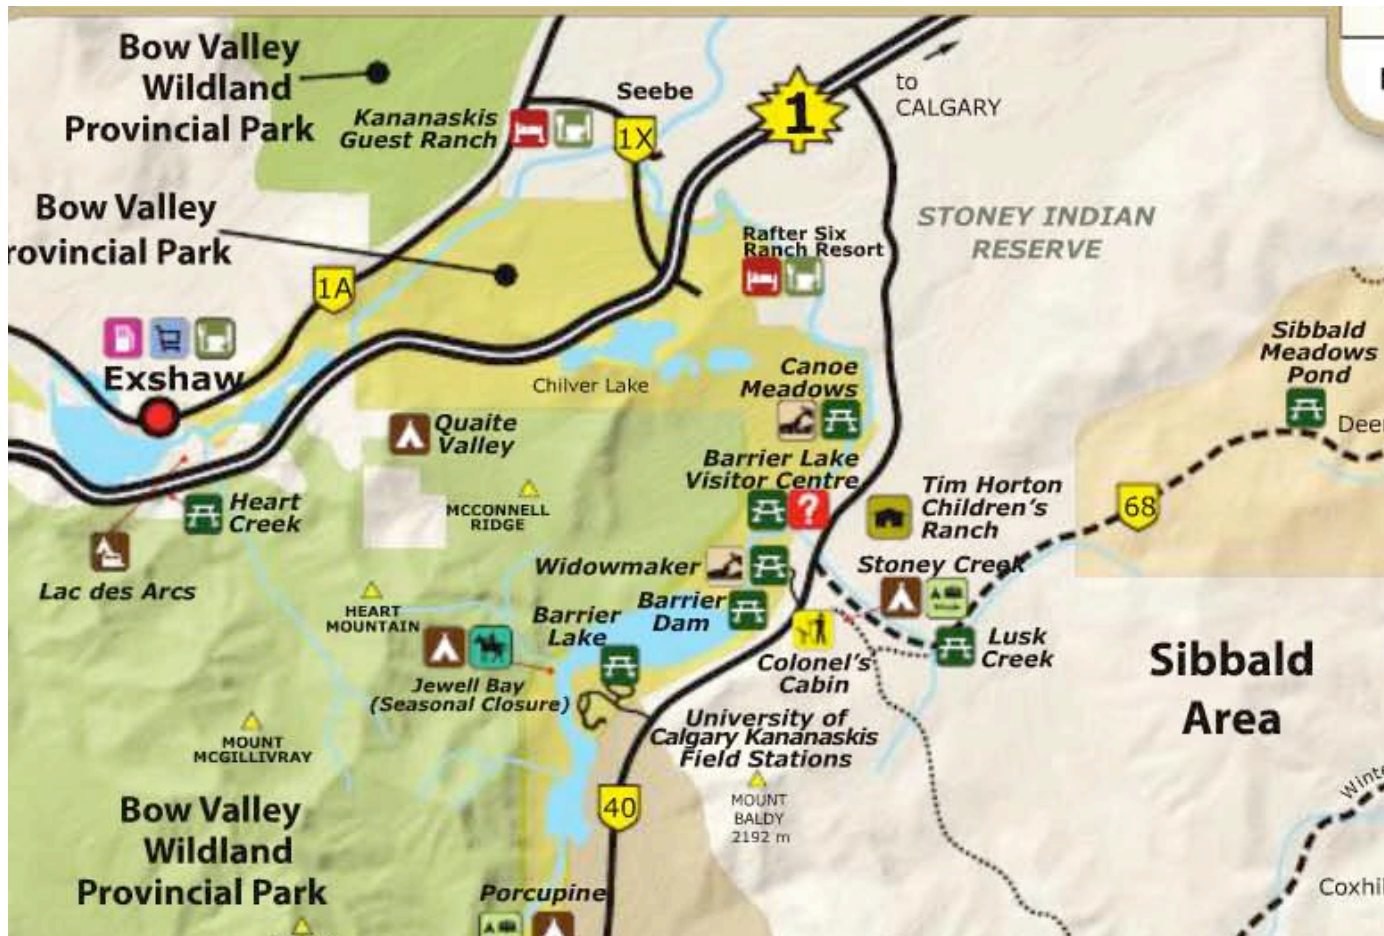 Bow Valley
Wildland
Provincial Park
Kananaskis
Guest Ranch
Seebe
1X
1
to
CALGARY
Bow Valley
rovincial Park
STONEY INDIAN
RESERVE
Rafter Six
Ranch Resort
1A
Exshaw
Chilver Lake
Canoe
Meadows
Sibbald
Meadows
Pond
Deer
Quaite
Valley
Barrier Lake
Visitor Centre
?
MCCONNELL
RIDGE
Heart
Creek
Tim Horton
Children's
Ranch
68
Lac des Arcs
Widowmaker
Stoney Creek
HEART
MOUNTAIN
Barrier
Lake
Barrier
Dam
Lusk
Creek
Colonel's
Cabin
Jewell Bay
(Seasonal Closure)
Sibbald
Area
University of
Calgary Kananaskis
Field Stations
MOUNT
MCGILLIVRAY
40
MOUNT
BALDY
2192 m
Bow Valley
Wildland
Provincial Park
Winte
Coxhil
Porcupine